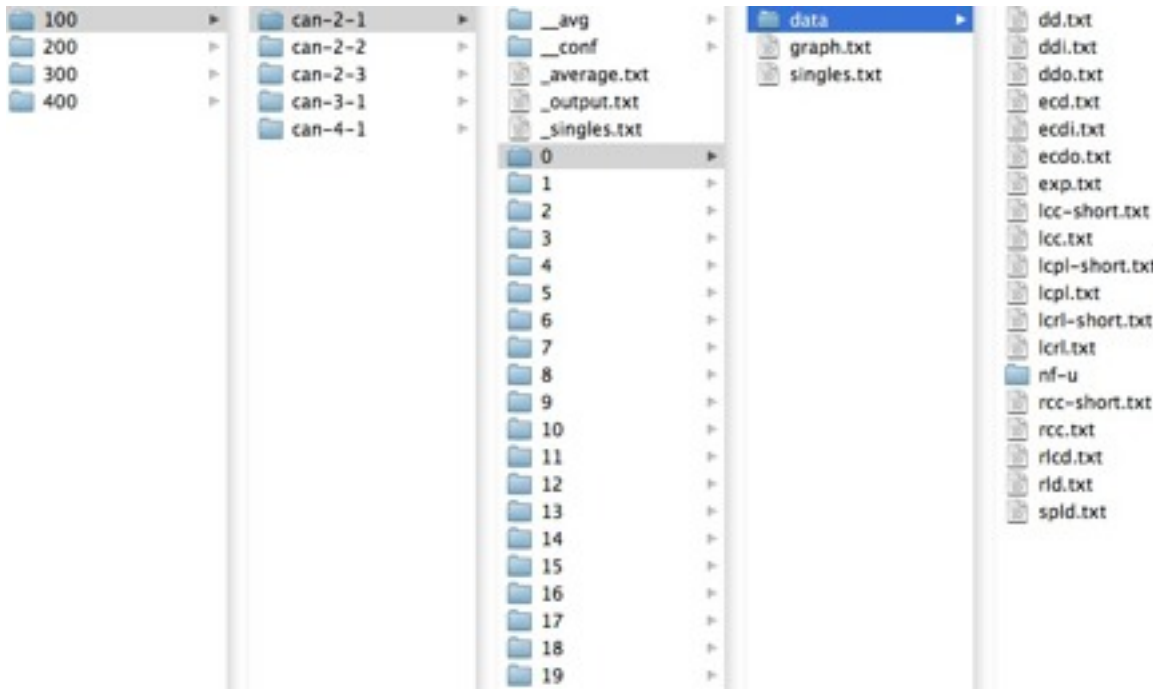 100
200
300
400
can-2-1
can-2-2
can-2-3
can-3-1
can-4-1
__avg
__conf
_average.txt
_output.txt
_singles.txt
0
1
2
3
4
5
6
7
8
9
10
11
12
13
14
15
16
17
18
19
data
graph.txt
singles.txt
dd.txt
ddi.txt
ddo.txt
ecd.txt
ecdi.txt
ecdo.txt
exp.txt
lcc-short.txt
lcc.txt
lcpl-short.txt
lcpl.txt
lcrl-short.txt
lcrl.txt
nf-u
rcc-short.txt
rcc.txt
rlcd.txt
rld.txt
spld.txt